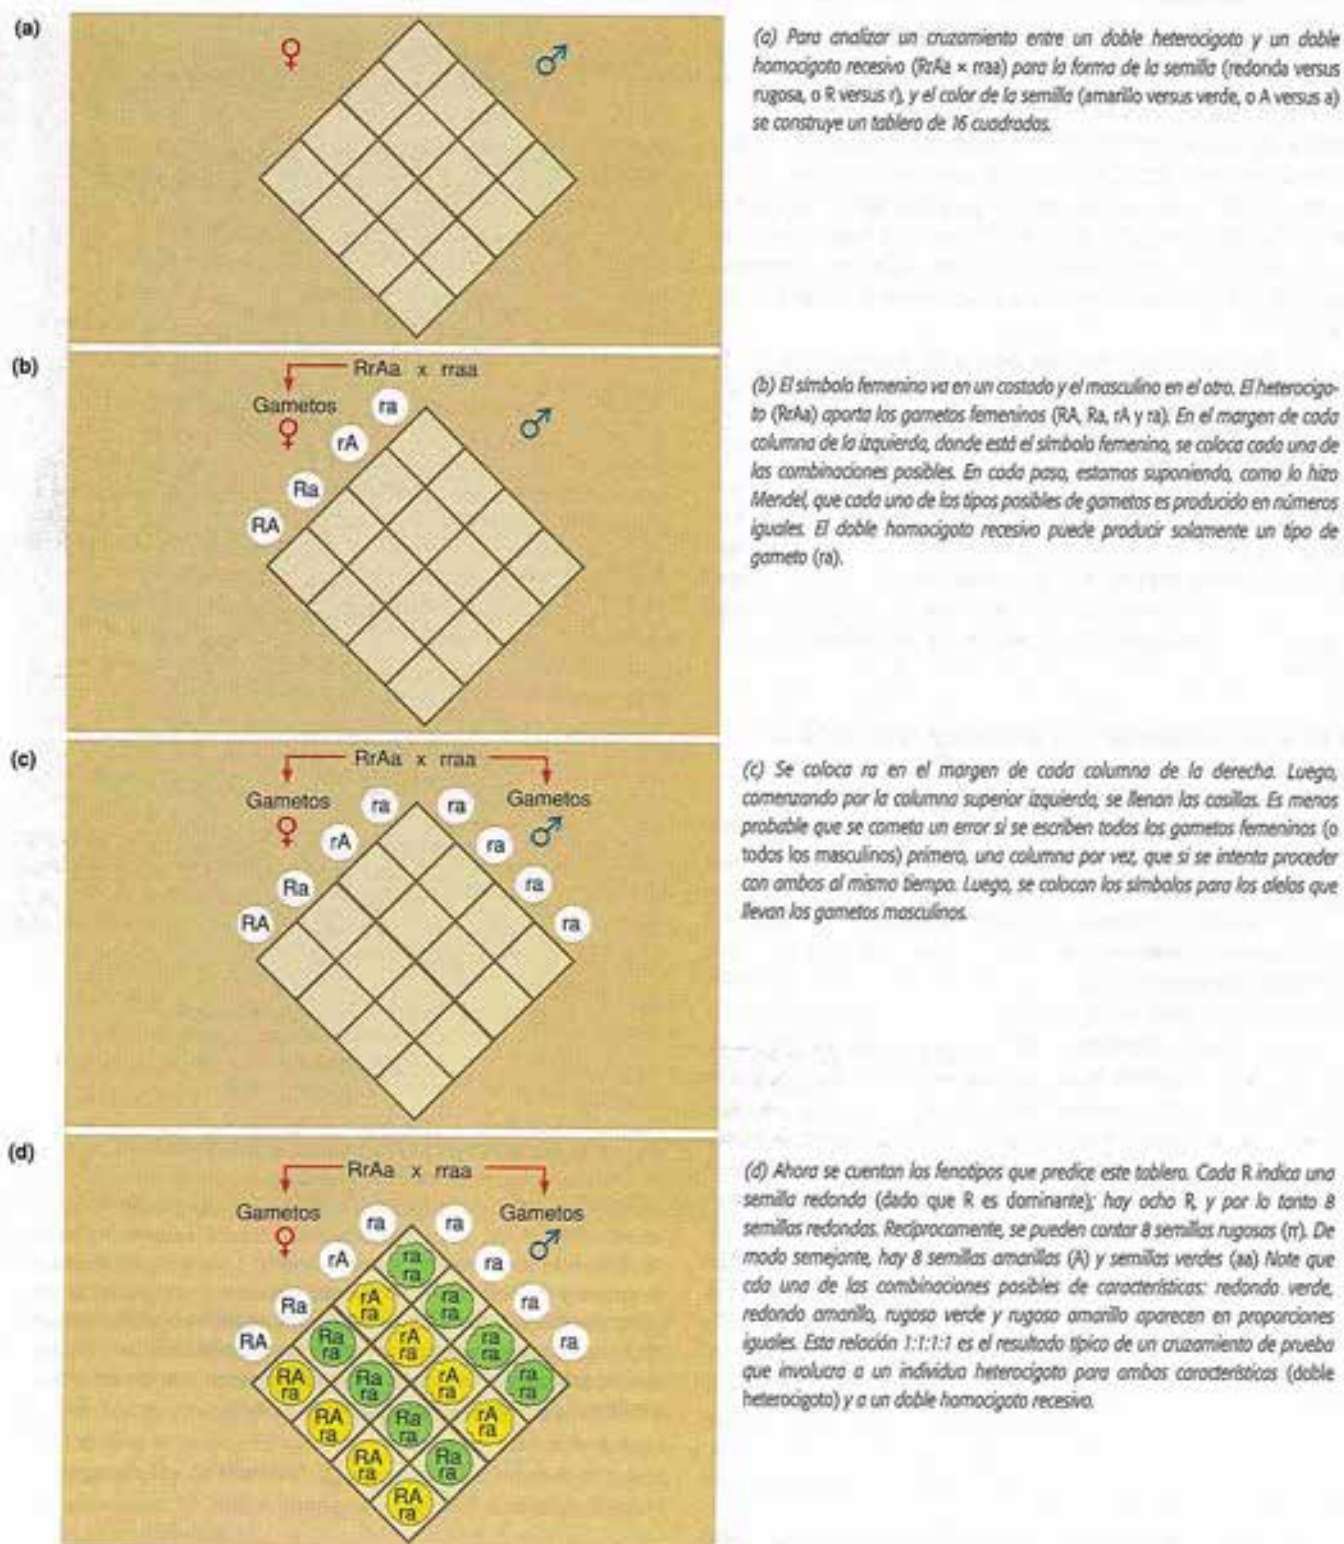 (a)
♀
♂
(a) Para analizar un cruzamiento entre un doble heterocigoto y un doble
homocigoto recesivo (RrAa × rraa) para la forma de la semilla (redonda versus
rugosa, o R versus r), y el color de la semilla (amarillo versus verde, o A versus a)
se construye un tablero de 16 cuadrados.
(b)
RrAa x rraa
Gametos
♀
♂
ra
rA
Ra
RA
(b) El símbolo femenino va en un costado y el masculino en el otro. El heterocigo-
to (RrAa) aporta los gametos femeninos (RA, Ra, rA y ra). En el margen de cada
columna de la izquierda, donde está el símbolo femenino, se coloca cada una de
las combinaciones posibles. En cada paso, estamos suponiendo, como lo hizo
Mendel, que cada uno de los tipos posibles de gametos es producido en números
iguales. El doble homocigoto recesivo puede producir solamente un tipo de
gameto (ra).
(c)
RrAa x rraa
Gametos
♀
Gametos
♂
ra
rA
Ra
RA
ra
ra
ra
ra
(c) Se coloca ra en el margen de cada columna de la derecha. Luego,
comenzando por la columna superior izquierda, se llenan las casillas. Es menos
probable que se cometa un error si se escriben todos los gametos femeninos (o
todos los masculinos) primero, una columna por vez, que si se intenta proceder
con ambos al mismo tiempo. Luego, se colocan los símbolos para los alelos que
llevan los gametos masculinos.
(d)
RrAa x rraa
Gametos
♀
Gametos
♂
ra
rA
Ra
RA
ra
ra
ra
ra
ra
ra
rA
ra
ra
ra
Ra
ra
rA
ra
ra
ra
RA
ra
Ra
ra
rA
ra
ra
ra
RA
ra
Ra
ra
rA
ra
RA
ra
Ra
ra
RA
ra
(d) Ahora se cuentan los fenotipos que predice este tablero. Cada R indica una
semilla redonda (dado que R es dominante); hay ocho R, y por lo tanto 8
semillas redondas. Recíprocamente, se pueden contar 8 semillas rugosas (rr). De
modo semejante, hay 8 semillas amarillas (A) y semillas verdes (aa) Note que
cda una de las combinaciones posibles de características: redondo verde,
redondo amarillo, rugoso verde y rugoso amarillo aparecen en proporciones
iguales. Esta relación 1:1:1:1 es el resultado típico de un cruzamiento de prueba
que involucra a un individuo heterocigoto para ambas características (doble
heterocigoto) y a un doble homocigoto recesivo.